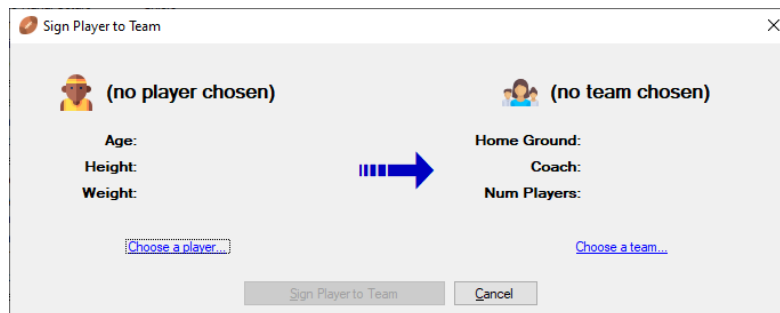 Sign Player to Team
(no player chosen)
(no team chosen)
Age:
Height:
Weight:
Home Ground:
Coach:
Num Players:
Choose a player...
Choose a team...
Sign Player to Team
Cancel